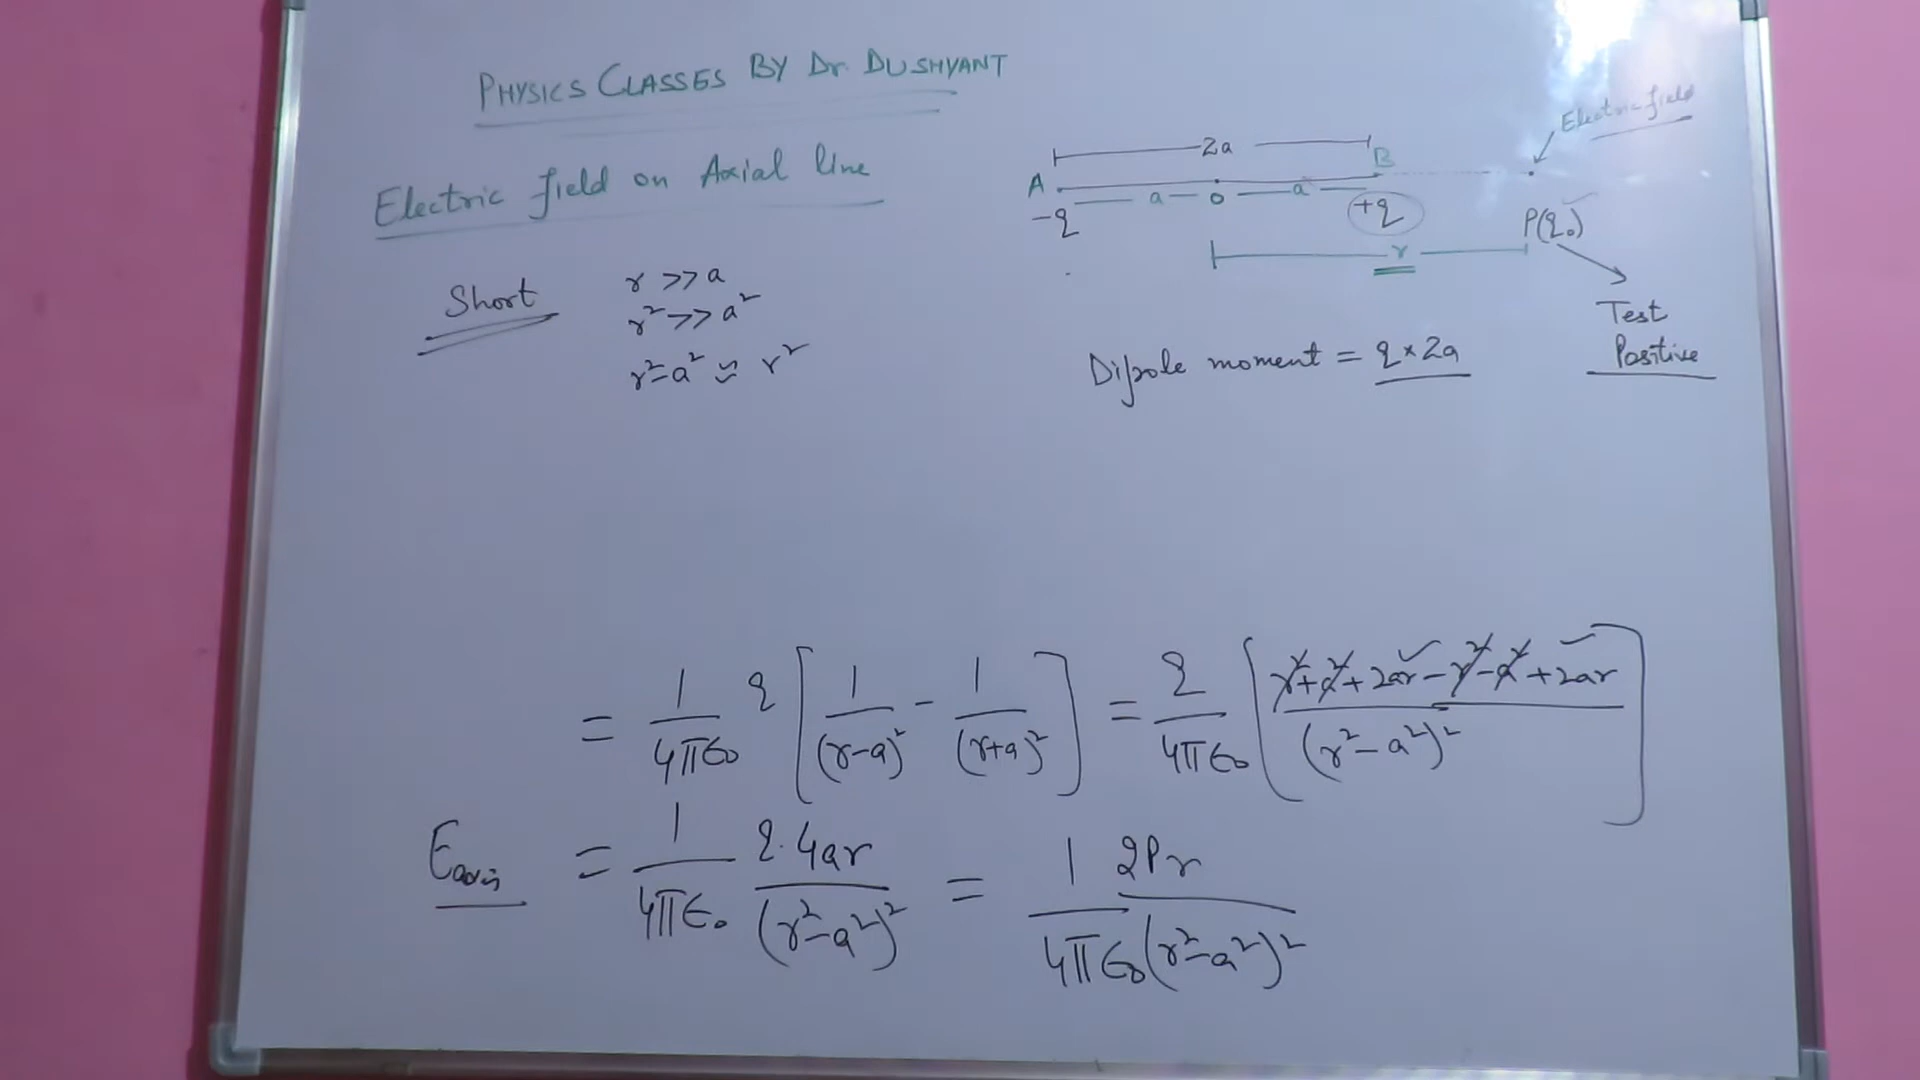 PHYSICS CLASSES BY Dr. DUSHYANT
Electric field on Axial line
Short
r >> a
r² >> a²
r²-a² ≈ r²
Electric field
2a
A B
a o a
-q +q P(q₀)
r
Test
Positive
Dipole moment = q × 2a
= 1/4πε₀ q [1/(r-a)² - 1/(r+a)²] = q/4πε₀ [(r²+a²+2ar-r²-a²+2ar)/(r²-a²)²]
E_axis = 1/4πε₀ q.4ar/(r²-a²)² = 1/4πε₀ 2Pr/(r²-a²)²